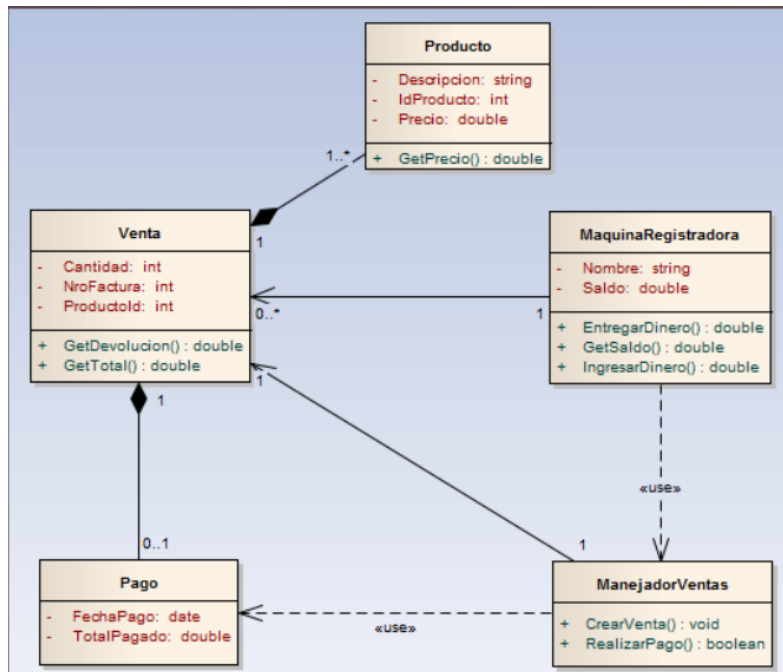 Producto
- Descripcion: string
- IdProducto: int
- Precio: double
+ GetPrecio() : double
1..*
1
Venta
- Cantidad: int
- NroFactura: int
- ProductoId: int
+ GetDevolucion() : double
+ GetTotal() : double
MaquinaRegistradora
- Nombre: string
- Saldo: double
+ EntregarDinero() : double
+ GetSaldo() : double
+ IngresarDinero() : double
0..*
1
1
1
«use»
0..1
1
Pago
- FechaPago: date
- TotalPagado: double
«use»
ManejadorVentas
+ CrearVenta() : void
+ RealizarPago() : boolean